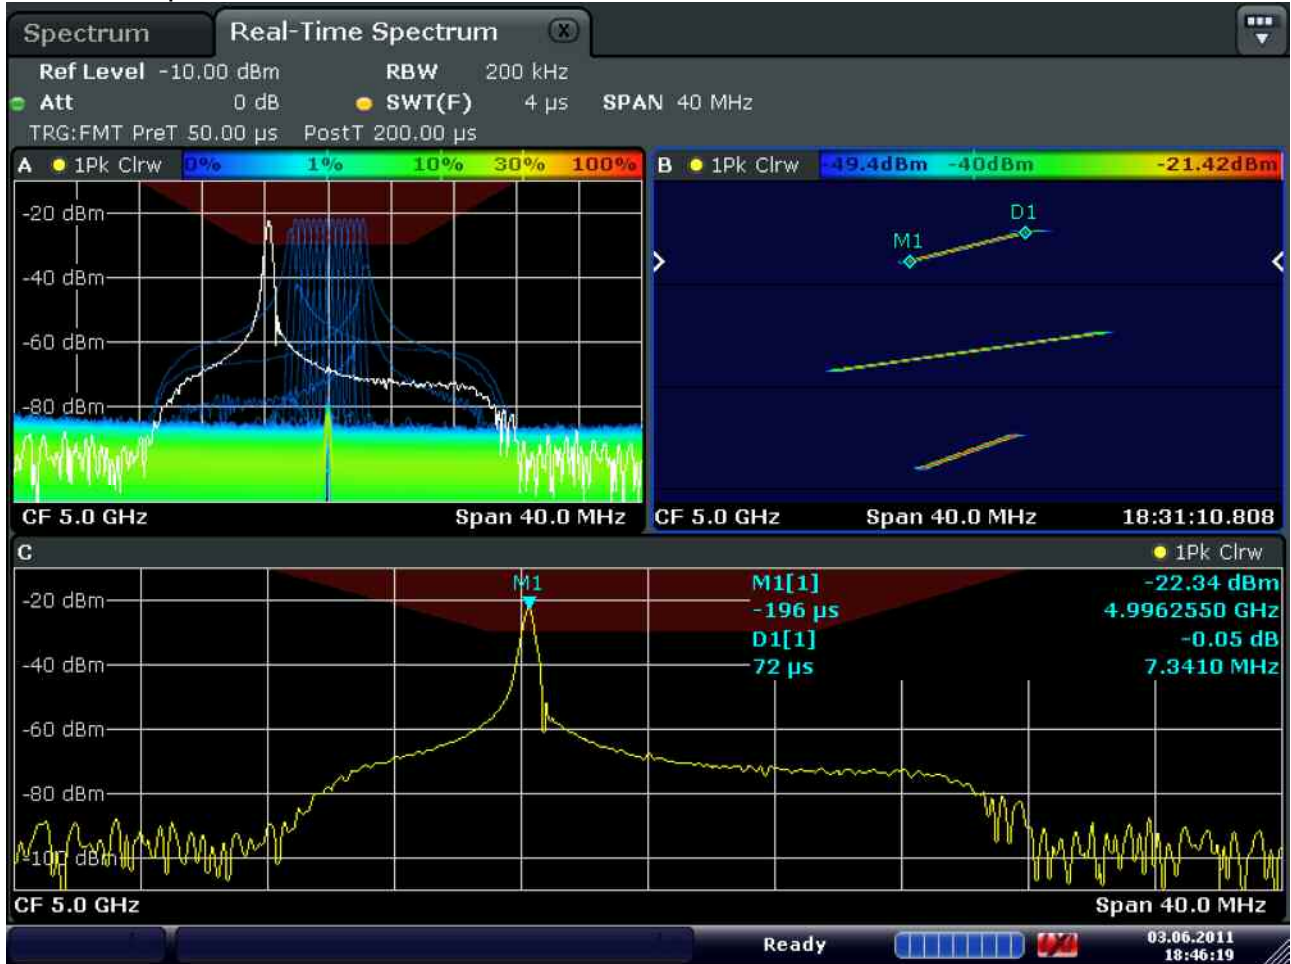 Spectrum Real-Time Spectrum X
Ref Level -10.00 dBm RBW 200 kHz
Att 0 dB SWT(F) 4 µs SPAN 40 MHz
TRG:FMT PreT 50.00 µs PostT 200.00 µs
A 1Pk Clrw 0% 1% 10% 30% 100%
-20 dBm
-40 dBm
-60 dBm
-80 dBm
CF 5.0 GHz Span 40.0 MHz
B 1Pk Clrw -49.4dBm -40dBm -21.42dBm
D1
M1
CF 5.0 GHz Span 40.0 MHz 18:31:10.808
C 1Pk Clrw
M1 M1[1] -22.34 dBm
-20 dBm -196 µs 4.9962550 GHz
D1[1] -0.05 dB
-40 dBm 72 µs 7.3410 MHz
-60 dBm
-80 dBm
-100 dBm
CF 5.0 GHz Span 40.0 MHz
Ready 03.06.2011
18:46:19